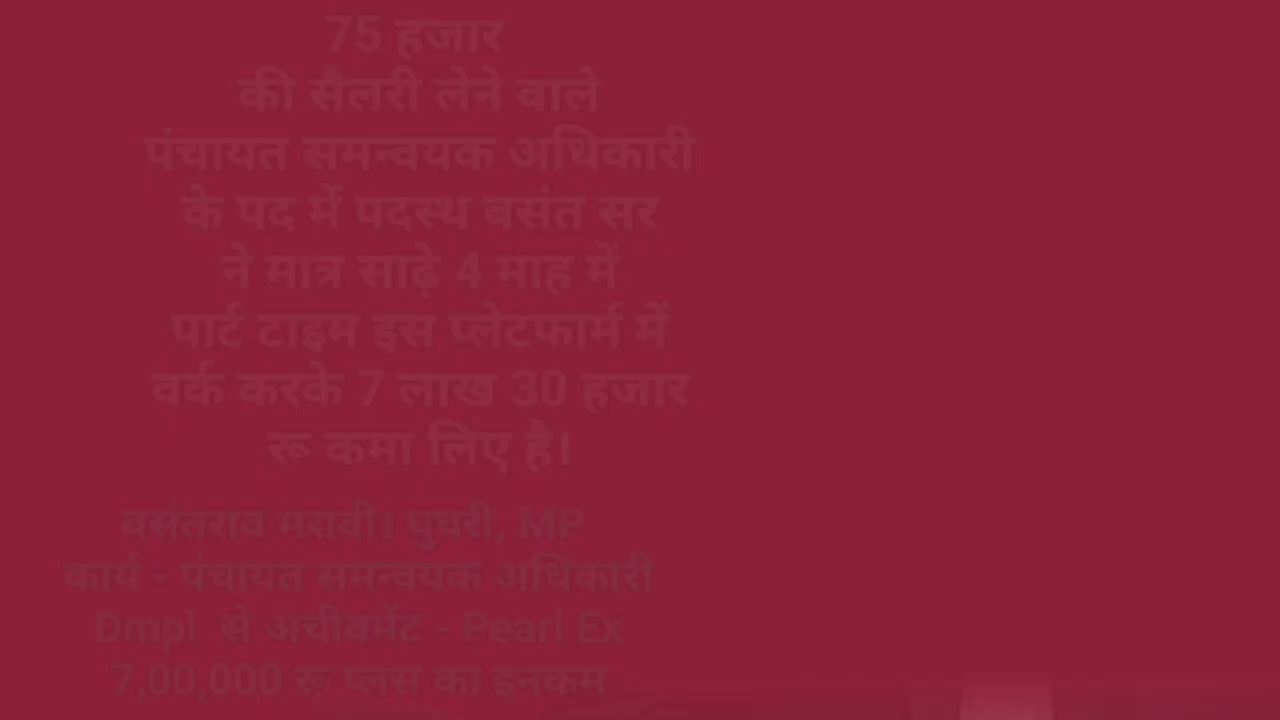 75 हजार
की सैलरी लेने वाले
पंचायत समन्वयक अधिकारी
के पद में पदस्थ बसंत सर
ने मात्र साढ़े 4 माह में
पार्ट टाइम इस प्लेटफार्म में
वर्क करके 7 लाख 30 हजार
रू कमा लिए है।
बसंतराव मरावी। घुघरी, MP
कार्य - पंचायत समन्वयक अधिकारी
Dmpl से अचीवमेंट - Pearl Ex
7,00,000 रू प्लस का इनकम